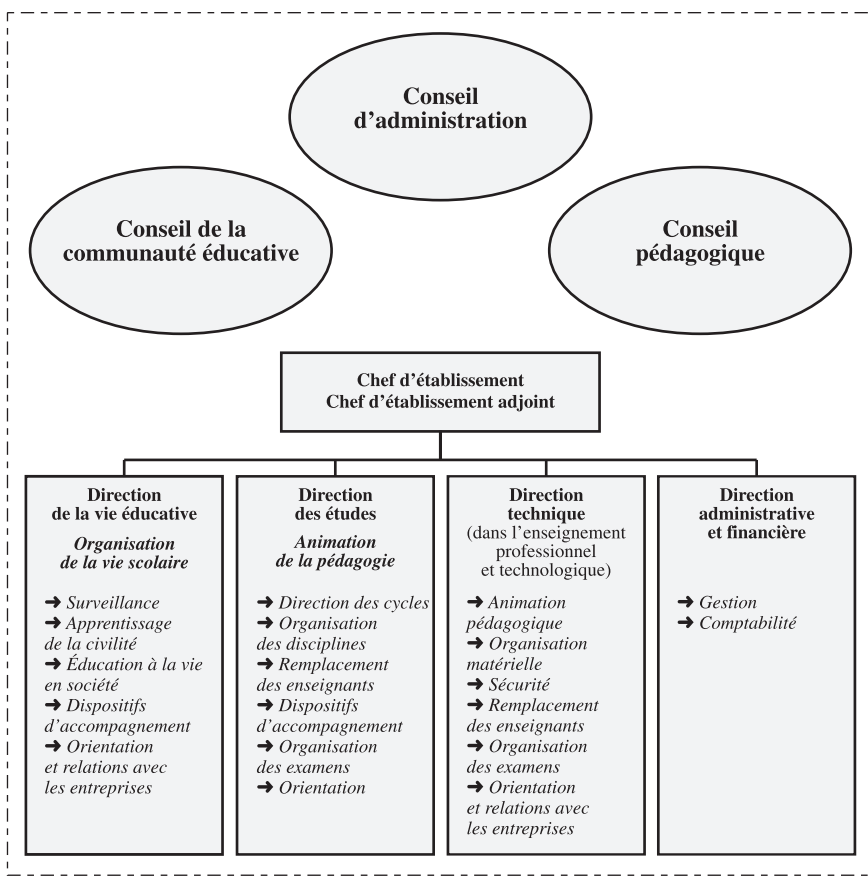 Conseil
d'administration
Conseil de la
communauté éducative
Conseil
pédagogique
Chef d’établissement
Chef d’établissement adjoint
Direction
de la vie éducative
Organisation
de la vie scolaire
➜ Surveillance
➜ Apprentissage
de la civilité
➜ Éducation à la vie
en société
➜ Dispositifs
d’accompagnement
➜ Orientation
et relations avec
les entreprises
Direction
des études
Animation
de la pédagogie
➜ Direction des cycles
➜ Organisation
des disciplines
➜ Remplacement
des enseignants
➜ Dispositifs
d’accompagnement
➜ Organisation
des examens
➜ Orientation
Direction
technique
(dans l’enseignement
professionnel
et technologique)
➜ Animation
pédagogique
➜ Organisation
matérielle
➜ Sécurité
➜ Remplacement
des enseignants
➜ Organisation
des examens
➜ Orientation
et relations avec
les entreprises
Direction
administrative
et financière
➜ Gestion
➜ Comptabilité